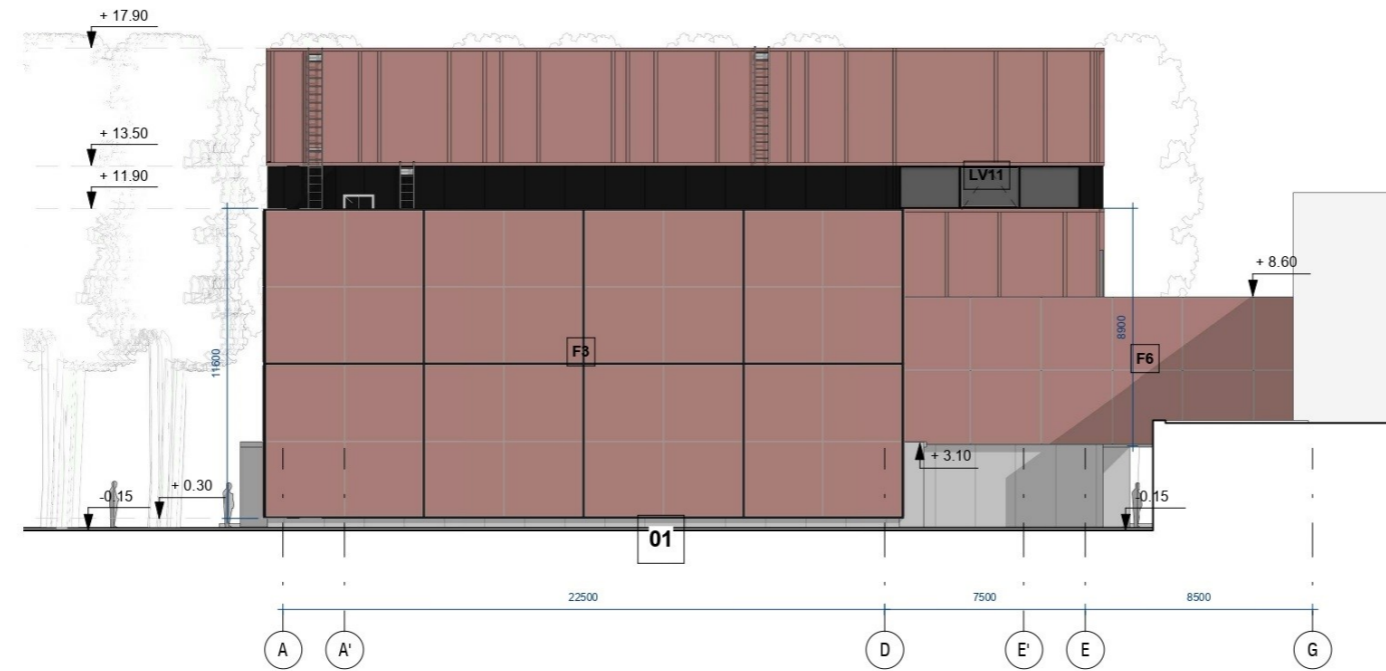 + 17.90
+ 13.50
+ 11.90
LV11
+ 8.60
11600
F3
8900
F6
+ 3.10
-0.15
+ 0.30
-0.15
01
22500
7500
8500
A
A'
D
E'
E
G